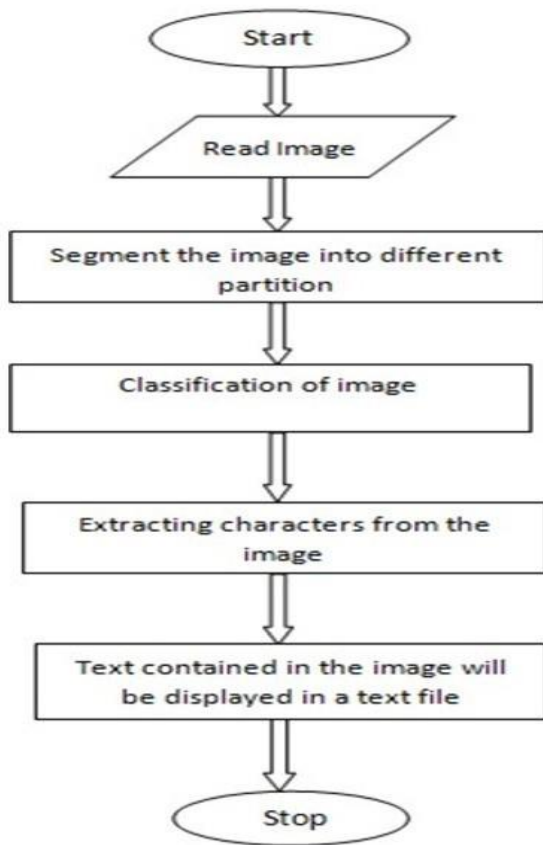 Start
Read Image
Segment the image into different
partition
Classification of image
Extracting characters from the
image
Text contained in the image will
be displayed in a text file
Stop